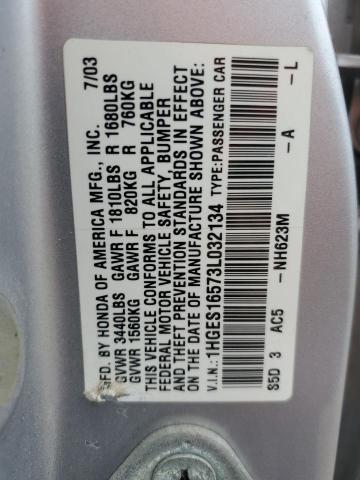 MFD. BY HONDA OF AMERICA MFG., INC. 7/03
GVWR 3440LBS GAWR F 1810LBS R 1680LBS
GVWR 1560KG GAWR F 820KG R 760KG
THIS VEHICLE CONFORMS TO ALL APPLICABLE
FEDERAL MOTOR VEHICLE SAFETY, BUMPER
AND THEFT PREVENTION STANDARDS IN EFFECT
ON THE DATE OF MANUFACTURE SHOWN ABOVE:
V.I.N.: 1HGES16573L032134 TYPE:PASSENGER CAR
S5D 3 AC5 -NH623M -A -L